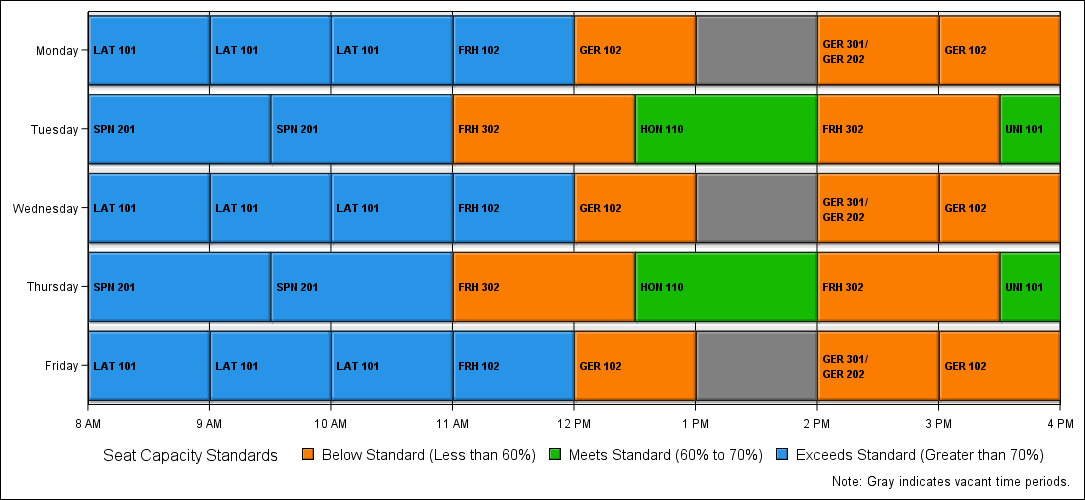 Monday
LAT 101
LAT 101
LAT 101
FRH 102
GER 102
GER 301/
GER 202
GER 102
Tuesday
SPN 201
SPN 201
FRH 302
HON 110
FRH 302
UNI 101
Wednesday
LAT 101
LAT 101
LAT 101
FRH 102
GER 102
GER 301/
GER 202
GER 102
Thursday
SPN 201
SPN 201
FRH 302
HON 110
FRH 302
UNI 101
Friday
LAT 101
LAT 101
LAT 101
FRH 102
GER 102
GER 301/
GER 202
GER 102
8 AM 9 AM 10 AM 11 AM 12 PM 1 PM 2 PM 3 PM 4 PM
Seat Capacity Standards Below Standard (Less than 60%) Meets Standard (60% to 70%) Exceeds Standard (Greater than 70%)
Note: Gray indicates vacant time periods.